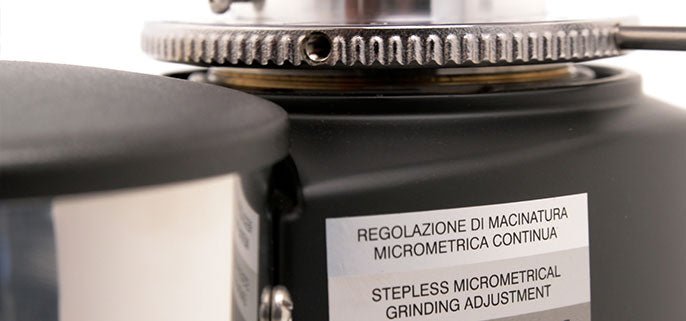 REGOLAZIONE DI MACINATURA
MICROMETRICA CONTINUA
STEPLESS MICROMETRICAL
GRINDING ADJUSTMENT